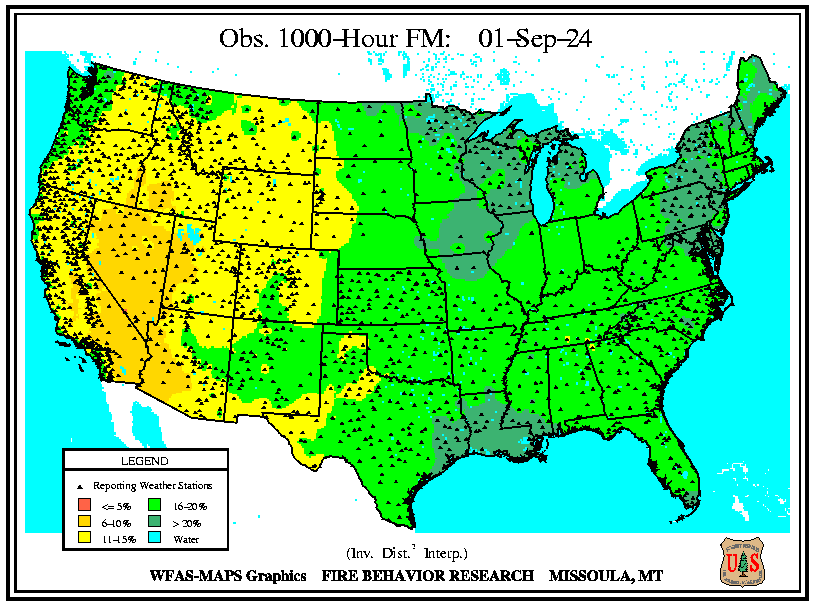 Obs. 1000-Hour FM: 01-Sep-24
LEGEND
Reporting Weather Stations
<= 5%
16-20%
6-10%
> 20%
11-15%
Water
(Inv. Dist.² Interp.)
WFAS-MAPS Graphics FIRE BEHAVIOR RESEARCH MISSOULA, MT
U S